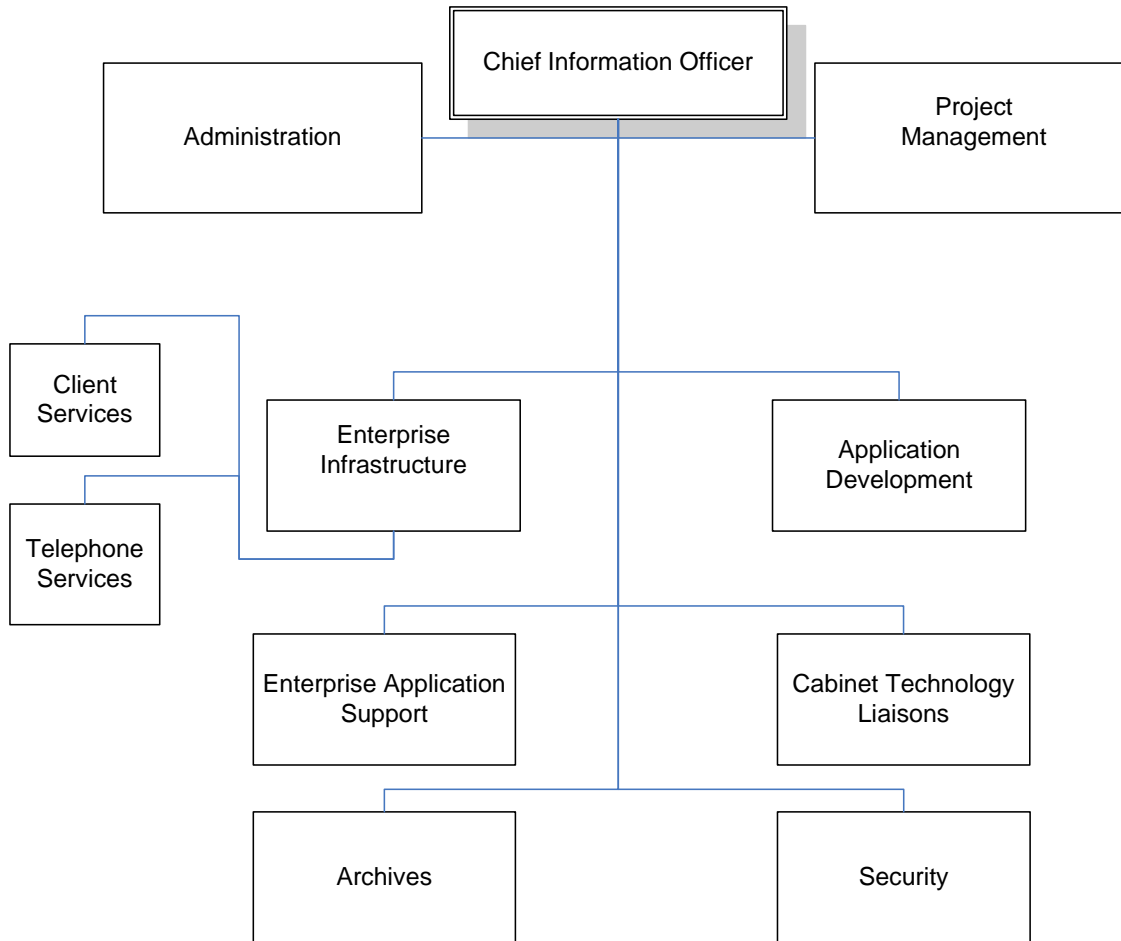 Chief Information Officer
Administration
Project
Management
Client
Services
Enterprise
Infrastructure
Application
Development
Telephone
Services
Enterprise Application
Support
Cabinet Technology
Liaisons
Archives
Security